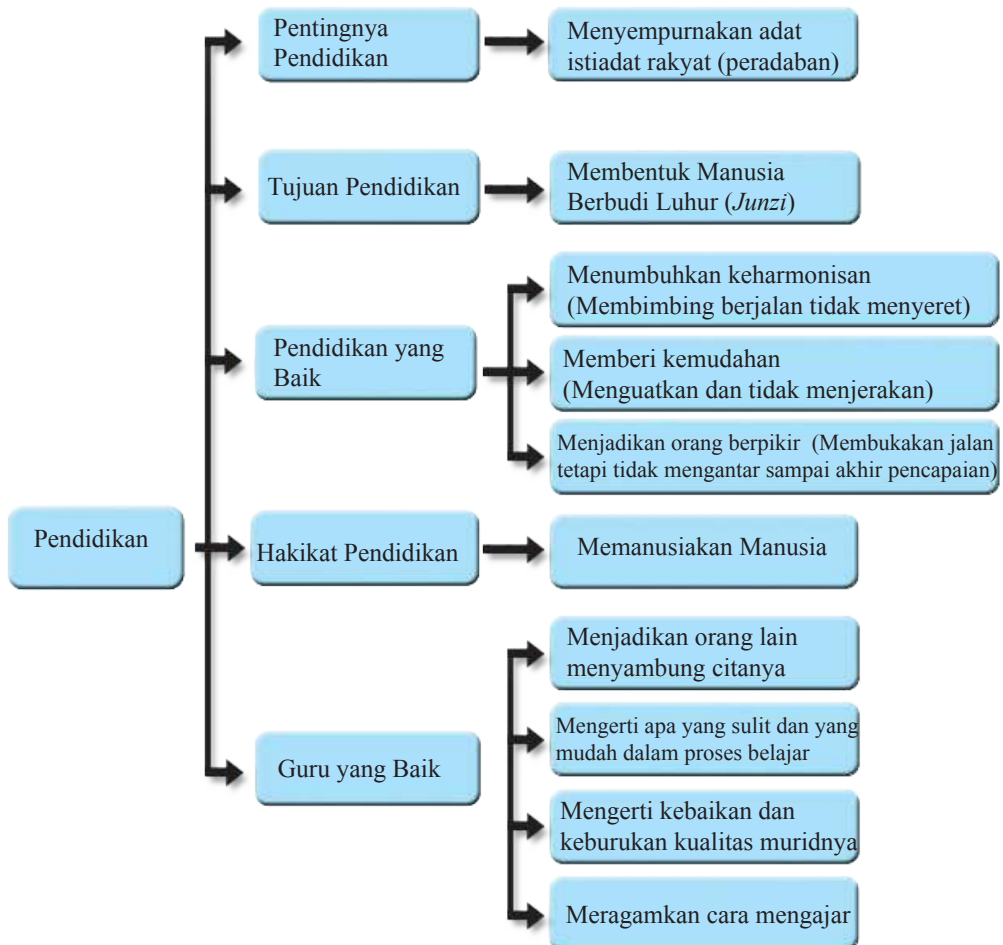 Pentingnya
Pendidikan
Menyempurnakan adat
istiadat rakyat (peradaban)
Tujuan Pendidikan
Membentuk Manusia
Berbudi Luhur (Junzi)
Pendidikan yang
Baik
Menumbuhkan keharmonisan
(Membimbing berjalan tidak menyeret)
Memberi kemudahan
(Menguatkan dan tidak menjerakan)
Menjadikan orang berpikir (Membukakan jalan
tetapi tidak mengantar sampai akhir pencapaian)
Pendidikan
Hakikat Pendidikan
Memanusiakan Manusia
Guru yang Baik
Menjadikan orang lain
menyambung citanya
Mengerti apa yang sulit dan yang
mudah dalam proses belajar
Mengerti kebaikan dan
keburukan kualitas muridnya
Meragamkan cara mengajar